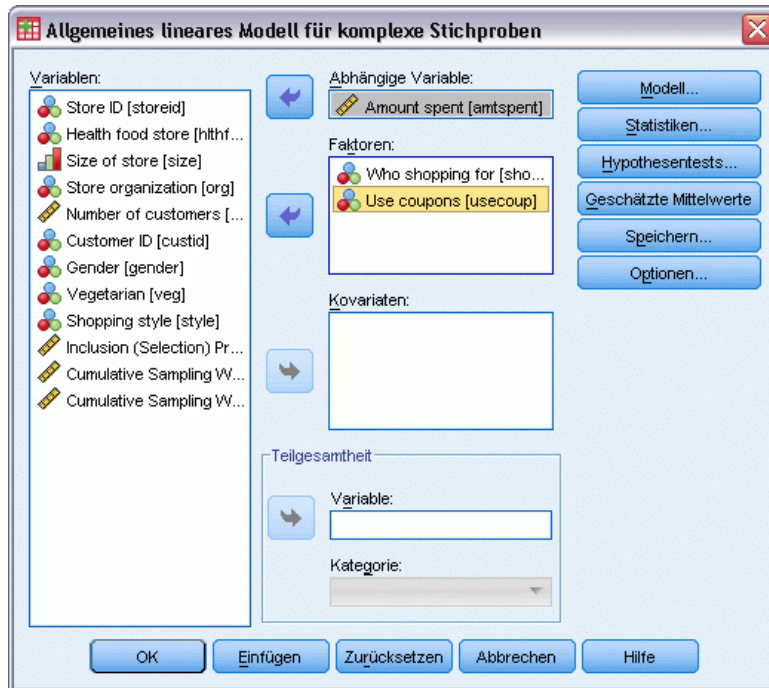 Allgemeines lineares Modell für komplexe Stichproben
Variablen:
Store ID [storeid]
Health food store [hlthf...
Size of store [size]
Store organization [org]
Number of customers [...
Customer ID [custid]
Gender [gender]
Vegetarian [veg]
Shopping style [style]
Inclusion (Selection) Pr...
Cumulative Sampling W...
Cumulative Sampling W...
Abhängige Variable:
Amount spent [amtspent]
Faktoren:
Who shopping for [sho...
Use coupons [usecoup]
Kovariaten:
Teilgesamtheit
Variable:
Kategorie:
Modell...
Statistiken...
Hypothesentests...
Geschätzte Mittelwerte
Speichern...
Optionen...
OK
Einfügen
Zurücksetzen
Abbrechen
Hilfe